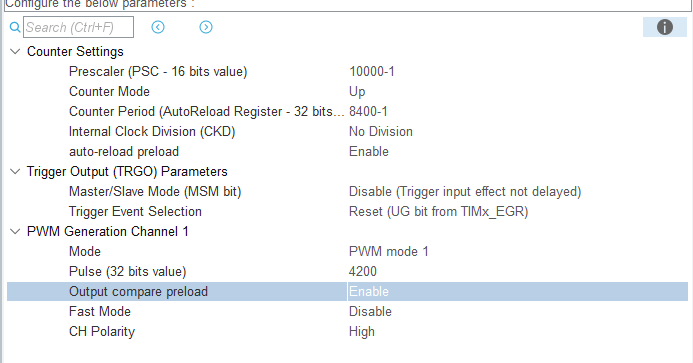 Configure the below parameters :
Search (Ctrl+F)
Counter Settings
Prescaler (PSC - 16 bits value) 10000-1
Counter Mode Up
Counter Period (AutoReload Register - 32 bits... 8400-1
Internal Clock Division (CKD) No Division
auto-reload preload Enable
Trigger Output (TRGO) Parameters
Master/Slave Mode (MSM bit) Disable (Trigger input effect not delayed)
Trigger Event Selection Reset (UG bit from TIMx_EGR)
PWM Generation Channel 1
Mode PWM mode 1
Pulse (32 bits value) 4200
Output compare preload Enable
Fast Mode Disable
CH Polarity High